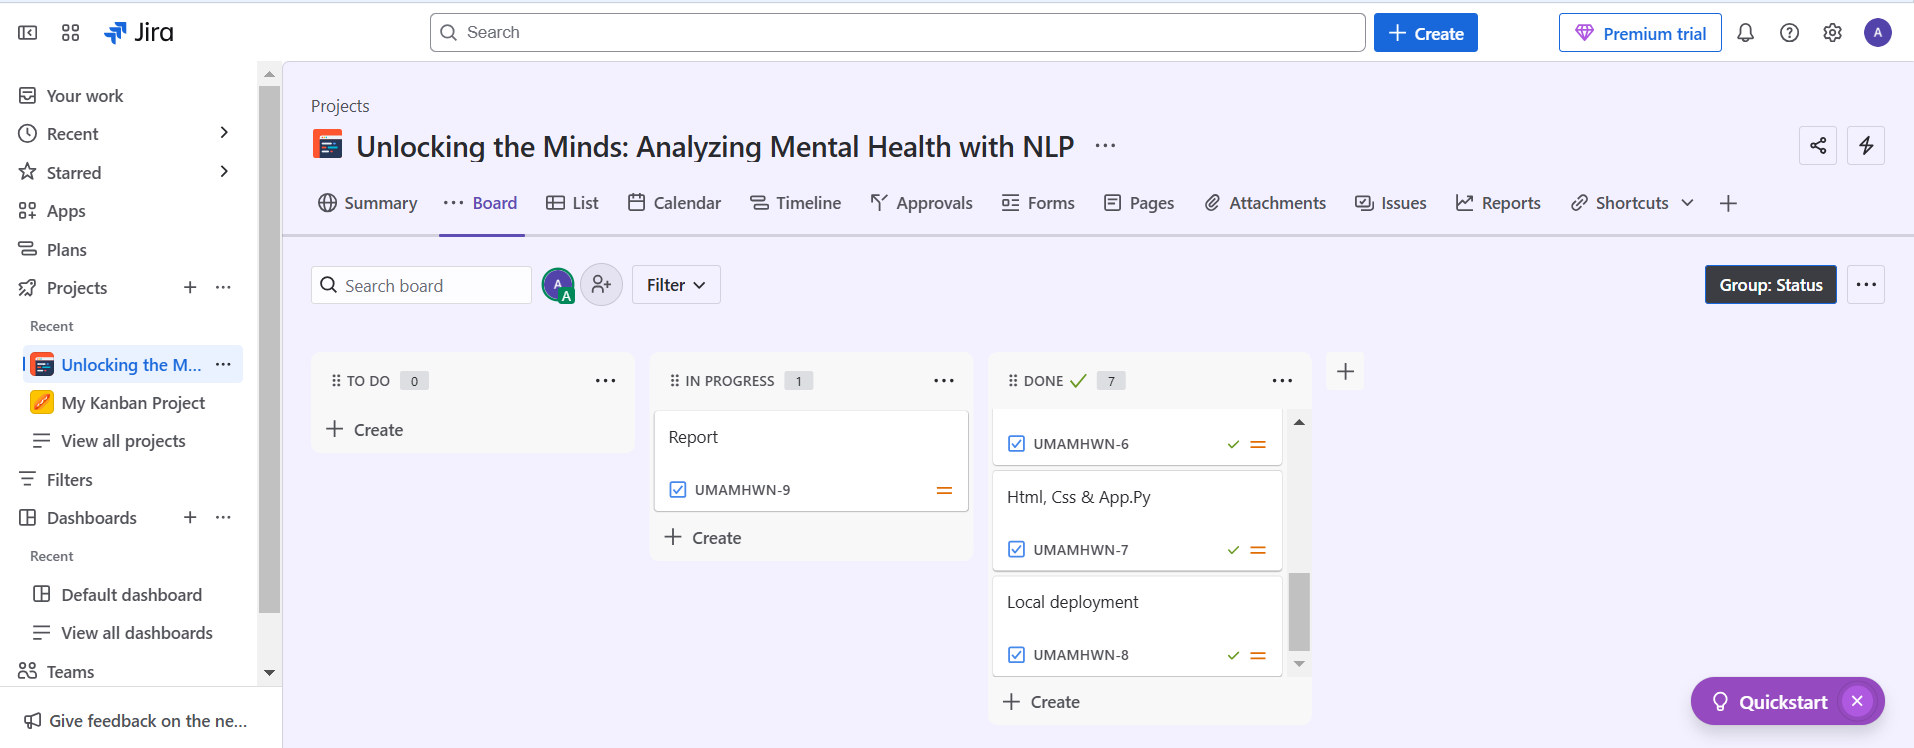 Jira
Search
Create
Premium trial
A
Your work
Recent
Starred
Apps
Plans
Projects
Recent
Unlocking the M...
My Kanban Project
View all projects
Filters
Dashboards
Recent
Default dashboard
View all dashboards
Teams
Give feedback on the ne...
Projects
Unlocking the Minds: Analyzing Mental Health with NLP
Summary
Board
List
Calendar
Timeline
Approvals
Forms
Pages
Attachments
Issues
Reports
Shortcuts
Search board
A
A
Filter
Group: Status
TO DO 0
Create
IN PROGRESS 1
Report
UMAMHWN-9
Create
DONE 7
UMAMHWN-6
Html, Css & App.Py
UMAMHWN-7
Local deployment
UMAMHWN-8
Create
Quickstart